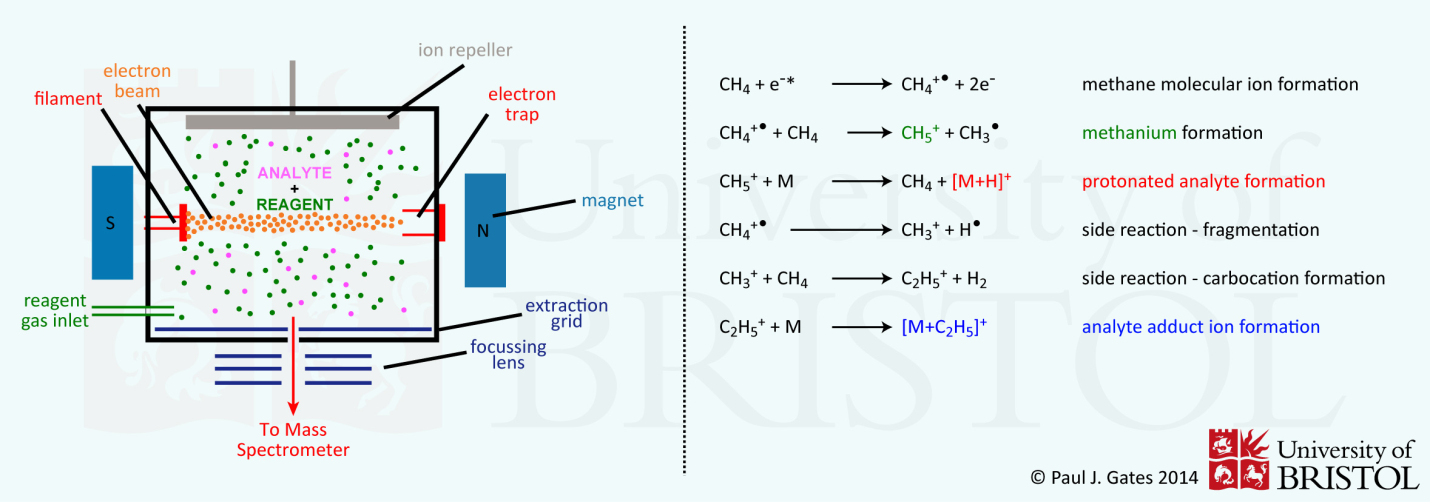 ion repeller
electron
beam
filament
electron
trap
ANALYTE
+
REAGENT
S
N
magnet
reagent
gas inlet
extraction
grid
focussing
lens
To Mass
Spectrometer
CH₄ + e⁻* ⟶ CH₄⁺• + 2e⁻ methane molecular ion formation
CH₄⁺• + CH₄ ⟶ CH₅⁺ + CH₃• methanium formation
CH₅⁺ + M ⟶ CH₄ + [M+H]⁺ protonated analyte formation
CH₄⁺• ⟶ CH₃⁺ + H• side reaction - fragmentation
CH₃⁺ + CH₄ ⟶ C₂H₅⁺ + H₂ side reaction - carbocation formation
C₂H₅⁺ + M ⟶ [M+C₂H₅]⁺ analyte adduct ion formation
University of
BRISTOL
© Paul J. Gates 2014
University of
BRISTOL